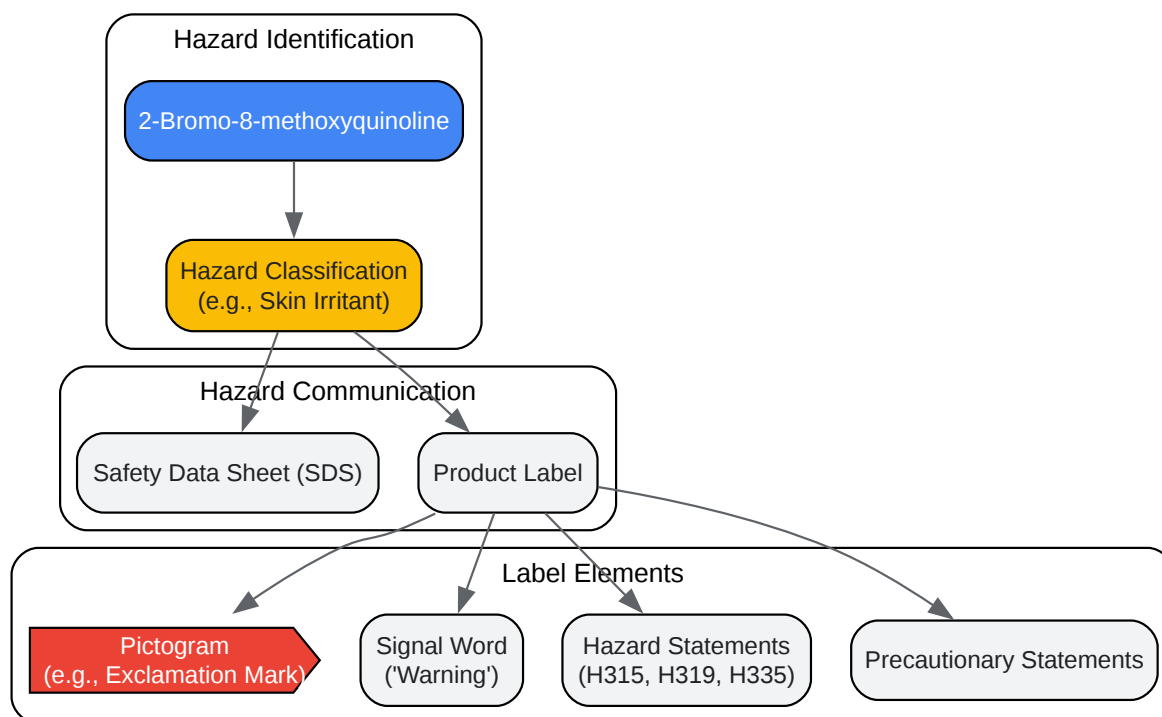 Hazard Identification
2-Bromo-8-methoxyquinoline
Hazard Classification
(e.g., Skin Irritant)
Hazard Communication
Safety Data Sheet (SDS)
Product Label
Label Elements
Pictogram
(e.g., Exclamation Mark)
Signal Word
('Warning')
Hazard Statements
(H315, H319, H335)
Precautionary Statements